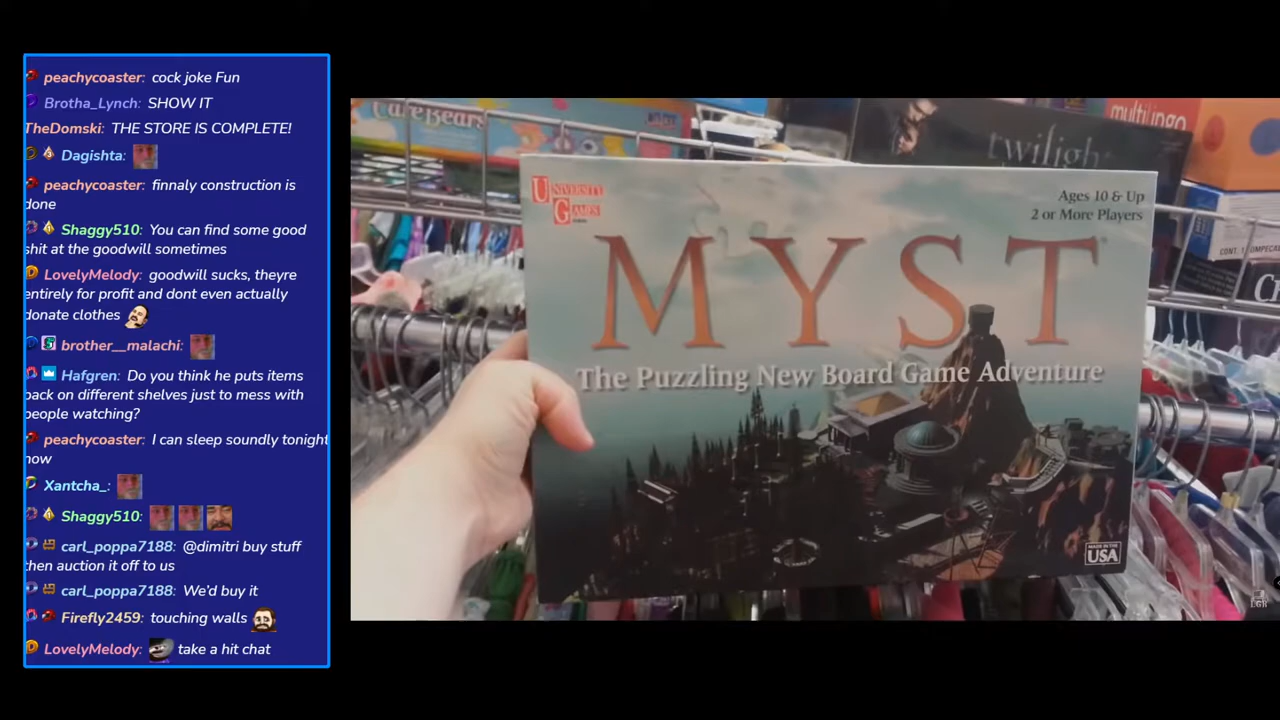 peachycoaster: cock joke Fun
Brotha_Lynch: SHOW IT
TheDomski: THE STORE IS COMPLETE!
Dagishta:
peachycoaster: finnaly construction is
done
Shaggy510: You can find some good
shit at the goodwill sometimes
LovelyMelody: goodwill sucks, theyre
entirely for profit and dont even actually
donate clothes
brother__malachi:
Hafgren: Do you think he puts items
back on different shelves just to mess with
people watching?
peachycoaster: I can sleep soundly tonight
now
Xantcha_:
Shaggy510:
carl_poppa7188: @dimitri buy stuff
then auction it off to us
carl_poppa7188: We'd buy it
Firefly2459: touching walls
LovelyMelody: take a hit chat
Care Bears
twilight
multilingo
UNIVERSITY
GAMES
Ages 10 & Up
2 or More Players
MYST
The Puzzling New Board Game Adventure
MADE IN THE
USA
LGR